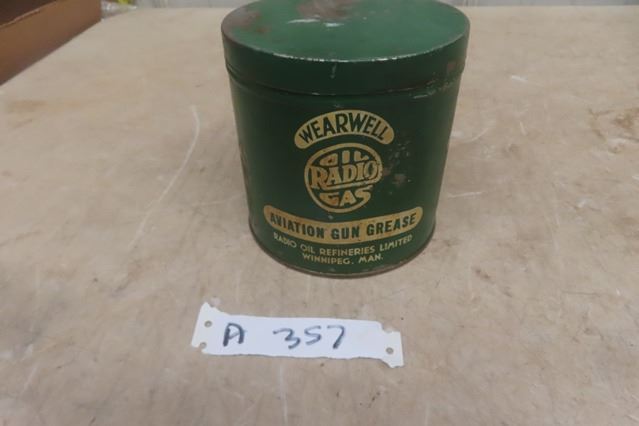 WEARWELL
OIL
RADIO
GAS
AVIATION GUN GREASE
RADIO OIL REFINERIES LIMITED
WINNIPEG, MAN.
A 357